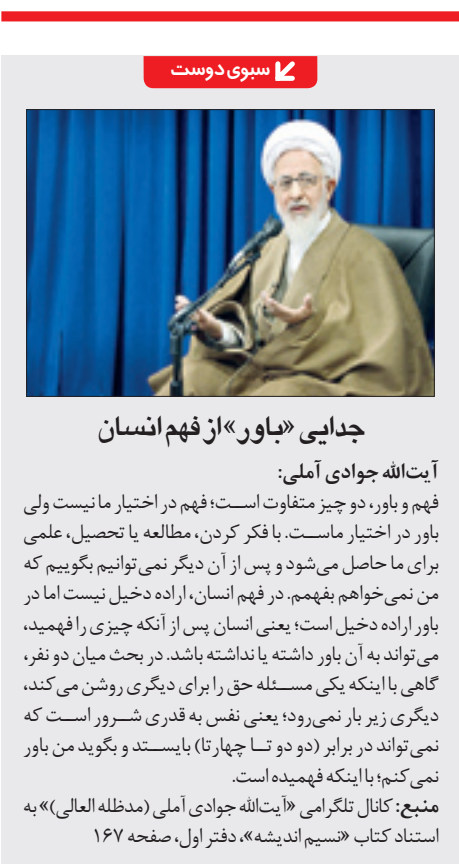 سبوی دوست
جدایی «باور» از فهم انسان
آیت‌الله جوادی آملی:
فهم و باور، دو چیز متفاوت است؛ فهم در اختیار ما نیست ولی
باور در اختیار ماست. با فکر کردن، مطالعه یا تحصیل، علمی
برای ما حاصل می‌شود و پس از آن دیگر نمی‌توانیم بگوییم که
من نمی‌خواهم بفهمم. در فهم انسان، اراده دخیل نیست اما در
باور اراده دخیل است؛ یعنی انسان پس از آنکه چیزی را فهمید،
می‌تواند به آن باور داشته یا نداشته باشد. در بحث میان دو نفر،
گاهی با اینکه یکی مسئله حق را برای دیگری روشن می‌کند،
دیگری زیر بار نمی‌رود؛ یعنی نفس به قدری شرور است که
نمی‌تواند در برابر (دو دو تا چهار تا) بایستد و بگوید من باور
نمی‌کنم؛ با اینکه فهمیده است.
منبع: کانال تلگرامی «آیت‌الله جوادی آملی (مدظله العالی)» به
استناد کتاب «نسیم اندیشه»، دفتر اول، صفحه ۱۶۷